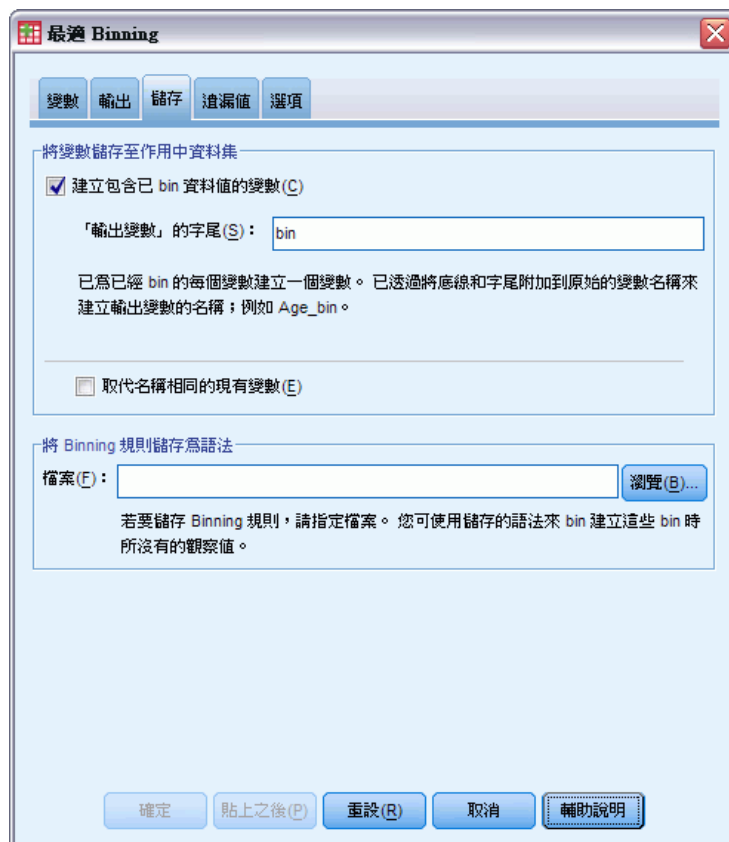 最適 Binning
變數 輸出 儲存 遺漏值 選項
將變數儲存至作用中資料集
建立包含已 bin 資料值的變數(C)
「輸出變數」的字尾(S)： bin
已為已經 bin 的每個變數建立一個變數。 已透過將底線和字尾附加到原始的變數名稱來
建立輸出變數的名稱；例如 Age_bin。
取代名稱相同的現有變數(E)
將 Binning 規則儲存為語法
檔案(F)： 瀏覽(B)...
若要儲存 Binning 規則，請指定檔案。 您可使用儲存的語法來 bin 建立這些 bin 時
所沒有的觀察值。
確定 貼上之後(P) 重設(R) 取消 輔助說明